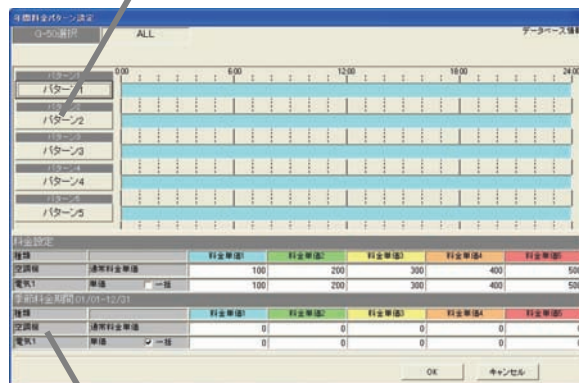 年間料金パターン設定
G-50選択 ALL データベース情報
0:00 6:00 12:00 18:00 24:00
パターン1
パターン1
パターン2
パターン2
パターン3
パターン3
パターン4
パターン4
パターン5
パターン5
料金設定
種類 料金単価1 料金単価2 料金単価3 料金単価4 料金単価5
空調機 通常料金単価 100 200 300 400 500
電気1 単価 一括 100 200 300 400 500
季節料金期間 01/01-12/31
種類 料金単価1 料金単価2 料金単価3 料金単価4 料金単価5
空調機 通常料金単価 0 0 0 0 0
電気1 単価 一括 0 0 0 0 0
OK キャンセル